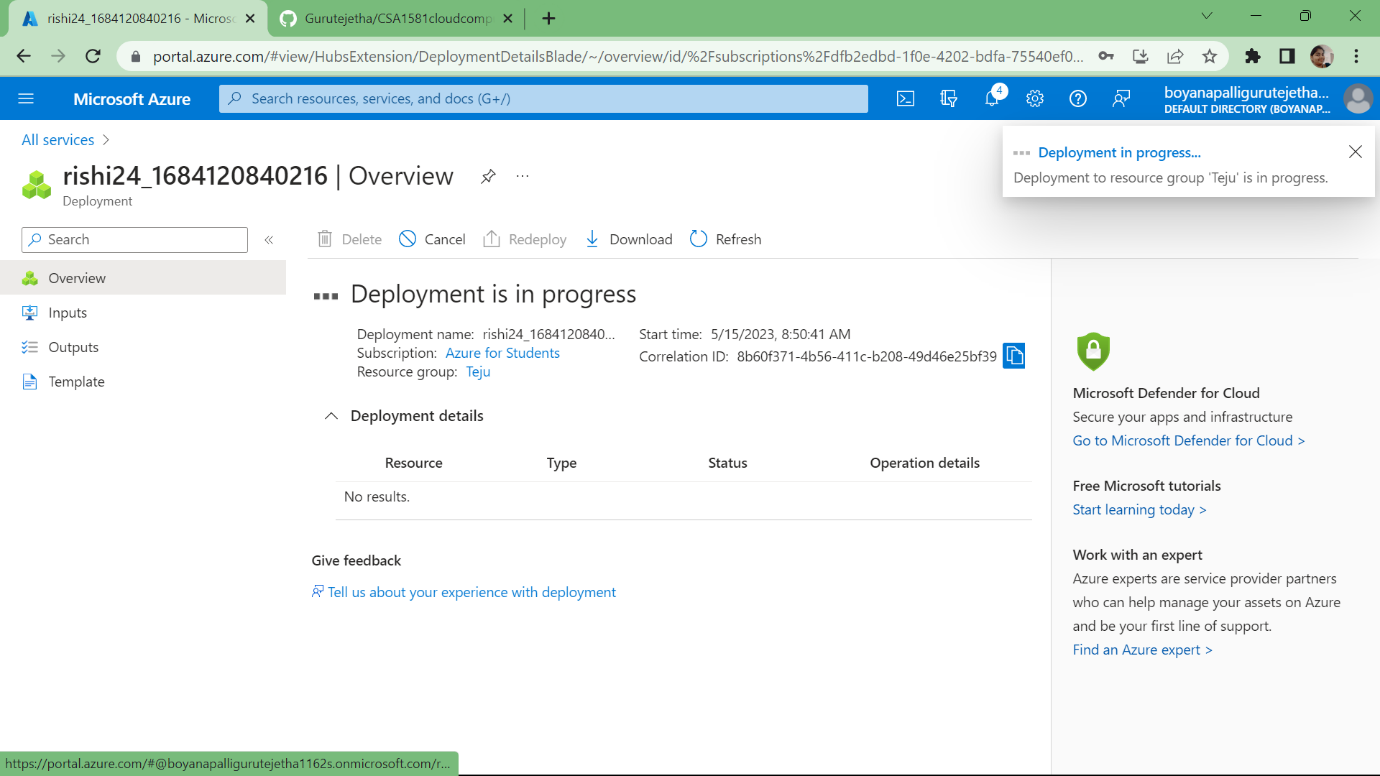 rishi24_1684120840216 - Microso
Gurutejetha/CSA1581cloudcomp
portal.azure.com/#view/HubsExtension/DeploymentDetailsBlade/~/overview/id/%2Fsubscriptions%2Fdfb2edbd-1f0e-4202-bdfa-75540ef0...
Microsoft Azure
Search resources, services, and docs (G+/)
4
boyanapalligurutejetha...
DEFAULT DIRECTORY (BOYANAP...
All services >
Deployment in progress...
Deployment to resource group 'Teju' is in progress.
rishi24_1684120840216 | Overview
...
Deployment
Search
«
Delete
Cancel
Redeploy
Download
Refresh
Overview
Inputs
Outputs
Template
Deployment is in progress
Deployment name: rishi24_1684120840...
Subscription: Azure for Students
Resource group: Teju
Start time: 5/15/2023, 8:50:41 AM
Correlation ID: 8b60f371-4b56-411c-b208-49d46e25bf39
Deployment details
Resource Type Status Operation details
No results.
Give feedback
Tell us about your experience with deployment
Microsoft Defender for Cloud
Secure your apps and infrastructure
Go to Microsoft Defender for Cloud >
Free Microsoft tutorials
Start learning today >
Work with an expert
Azure experts are service provider partners
who can help manage your assets on Azure
and be your first line of support.
Find an Azure expert >
https://portal.azure.com/#@boyanapalligurutejetha1162s.onmicrosoft.com/r...